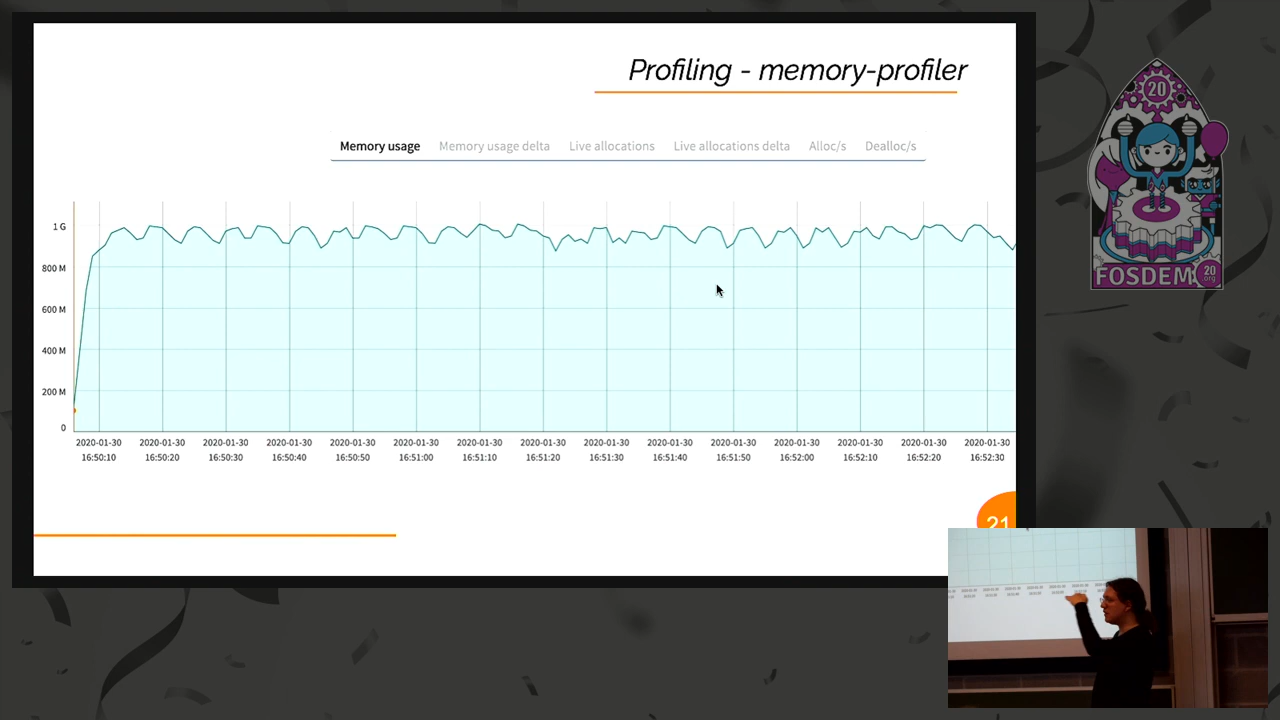 Profiling - memory-profiler
Memory usage Memory usage delta Live allocations Live allocations delta Alloc/s Dealloc/s
1 G
800 M
600 M
400 M
200 M
0
2020-01-30 2020-01-30 2020-01-30 2020-01-30 2020-01-30 2020-01-30 2020-01-30 2020-01-30 2020-01-30 2020-01-30 2020-01-30 2020-01-30 2020-01-30 2020-01-30 2020-01-30
16:50:10 16:50:20 16:50:30 16:50:40 16:50:50 16:51:00 16:51:10 16:51:20 16:51:30 16:51:40 16:51:50 16:52:00 16:52:10 16:52:20 16:52:30
21
20
FOSDEM
20
.org